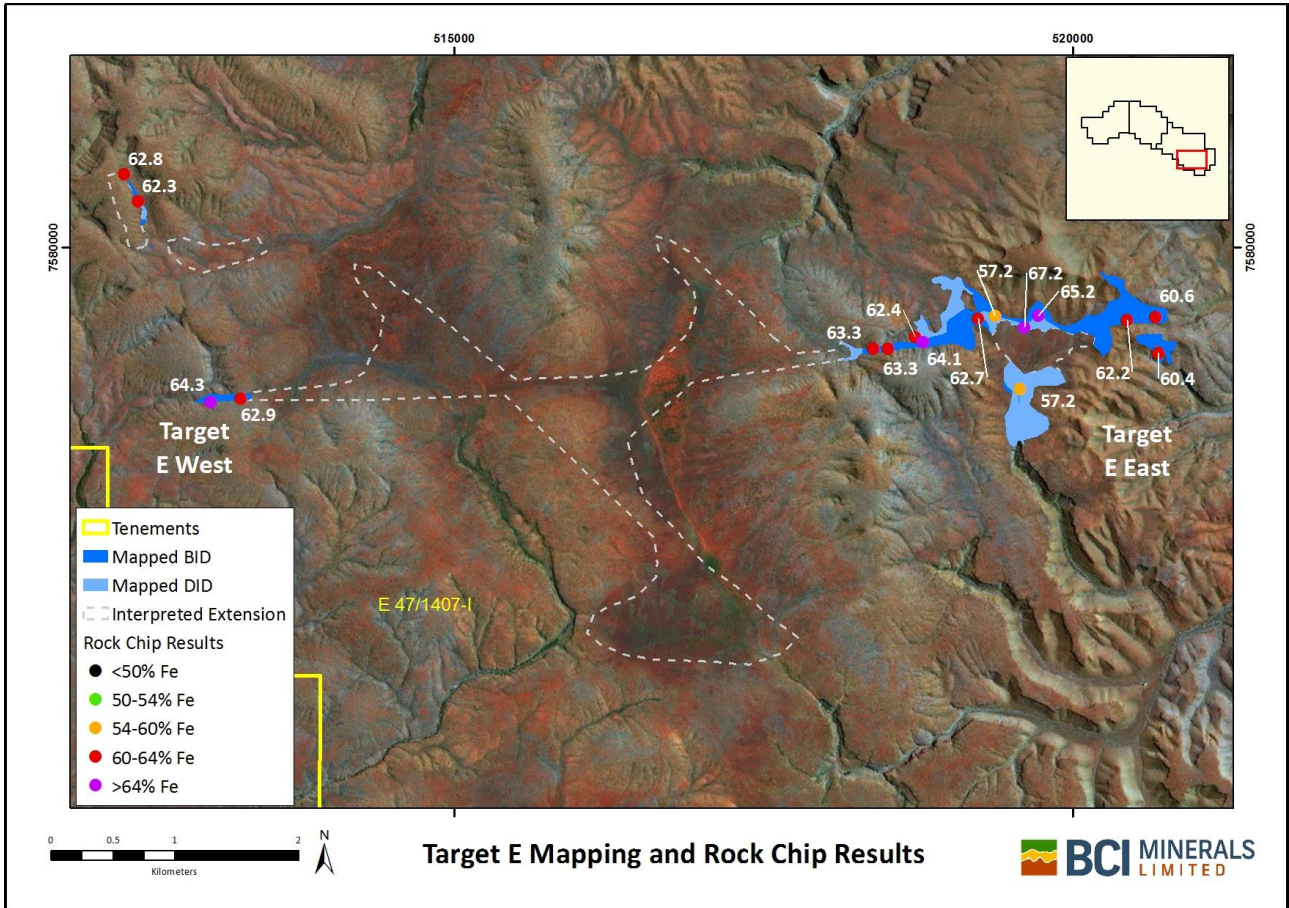 515000
520000
7580000
7580000
62.8
62.3
57.2
67.2
65.2
60.6
62.4
63.3
63.3
64.1
62.7
62.2
60.4
57.2
64.3
62.9
Target
E West
Target
E East
E 47/1407-I
Tenements
Mapped BID
Mapped DID
Interpreted Extension
Rock Chip Results
<50% Fe
50-54% Fe
54-60% Fe
60-64% Fe
>64% Fe
0 0.5 1 2
Kilometers
N
Target E Mapping and Rock Chip Results
BCI MINERALS
LIMITED